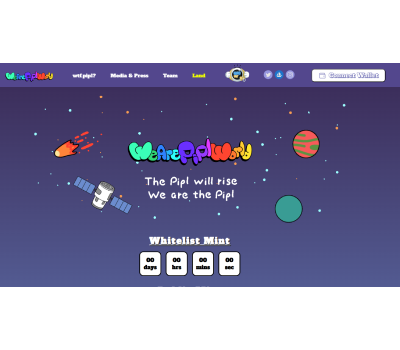 WeArePiplWorld
wtf pipl?
Media & Press
Team
Land
Connect Wallet
WeArePiplWorld
The Pipl will rise
We are the Pipl
Whitelist Mint
00 days
00 hrs
00 mins
00 sec